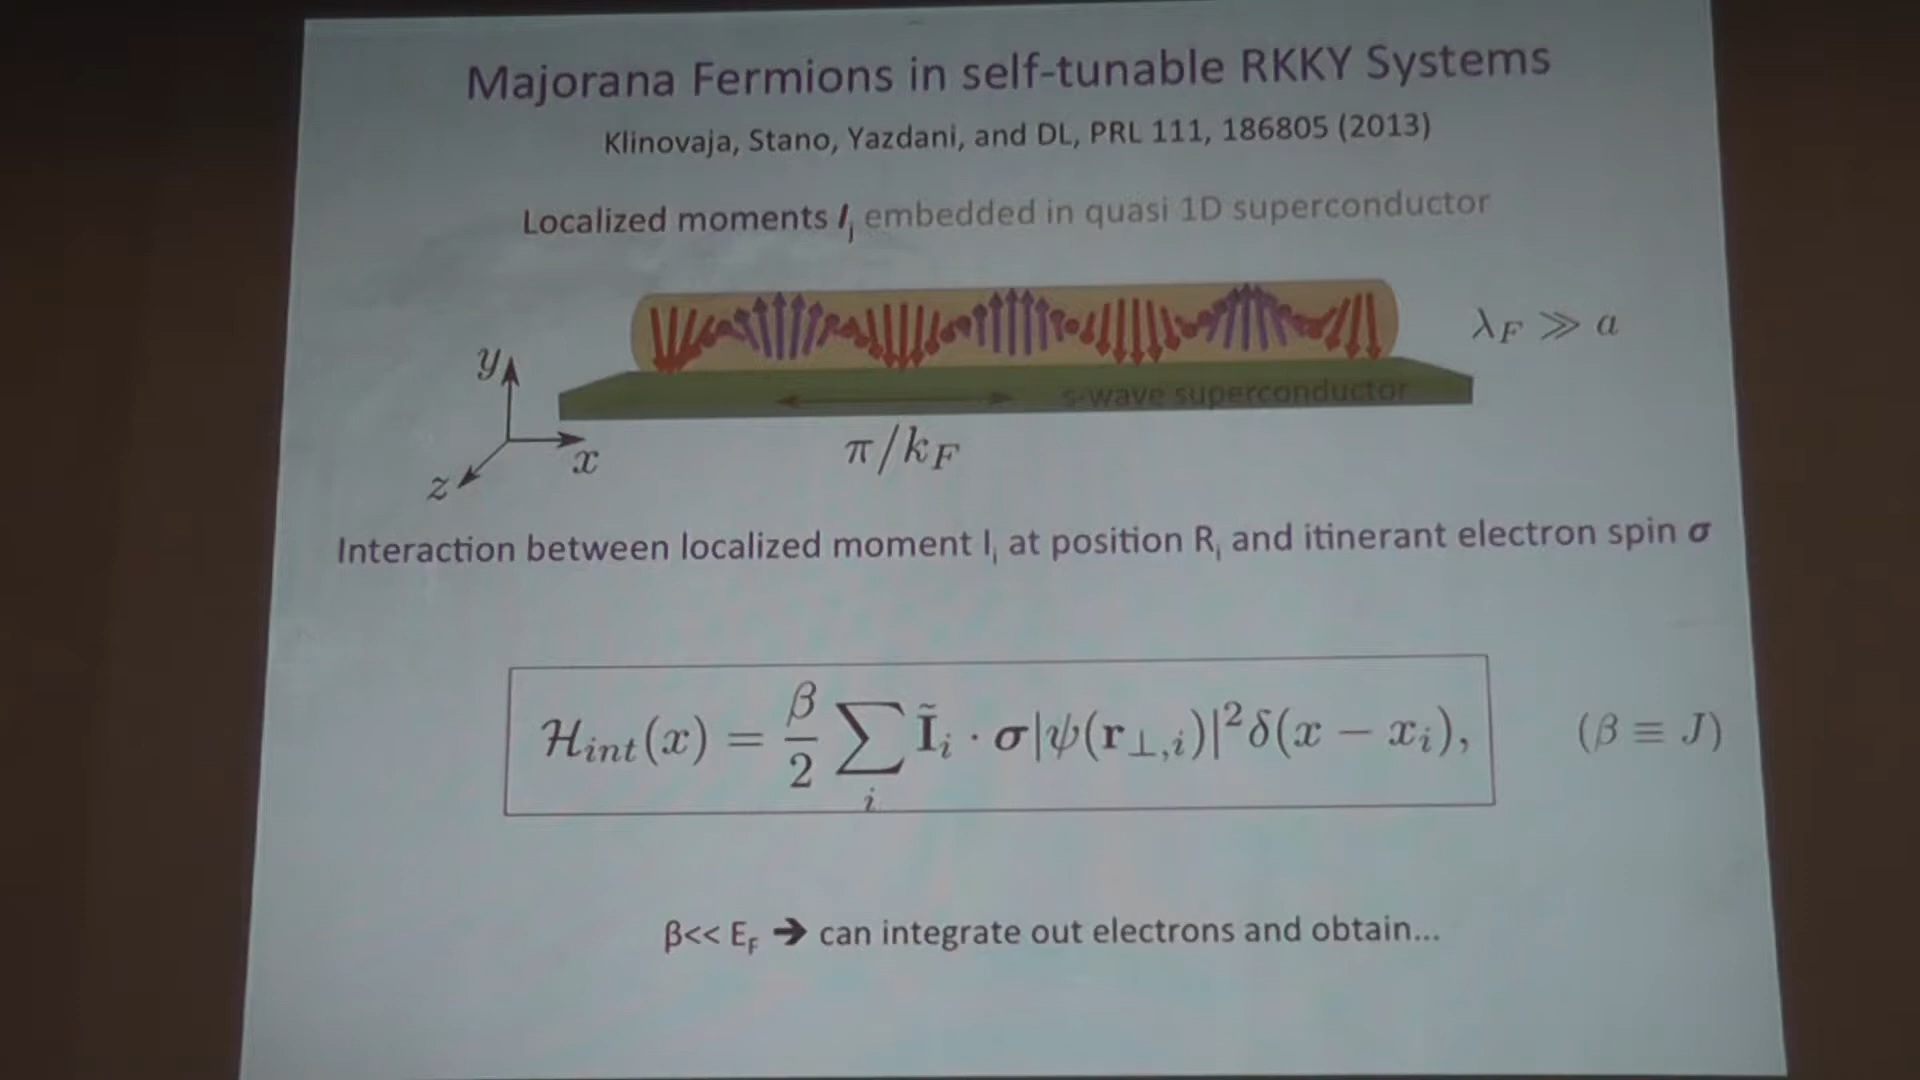 Majorana Fermions in self-tunable RKKY Systems
Klinovaja, Stano, Yazdani, and DL, PRL 111, 186805 (2013)
Localized moments I_j embedded in quasi 1D superconductor
λ_F ≫ a
y
s-wave superconductor
x
π/k_F
z
Interaction between localized moment I_i at position R_i and itinerant electron spin σ
ℋ_int(x) = β/2 ∑_i Ĩ_i · σ|ψ(r_⊥,i)|²δ(x − x_i), (β ≡ J)
β<< E_F ➔ can integrate out electrons and obtain...